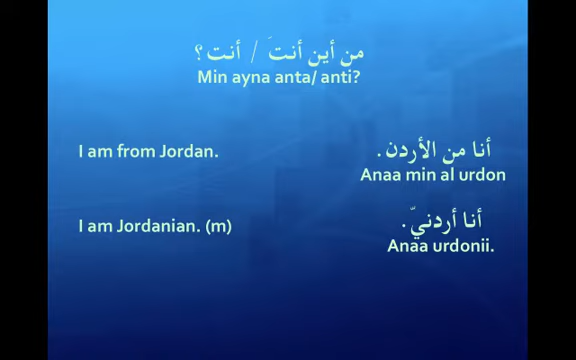 من أين أنتَ / أنت؟
Min ayna anta/ anti?
I am from Jordan.
أنا من الأردن.
Anaa min al urdon
I am Jordanian. (m)
أنا أردنيّ.
Anaa urdonii.